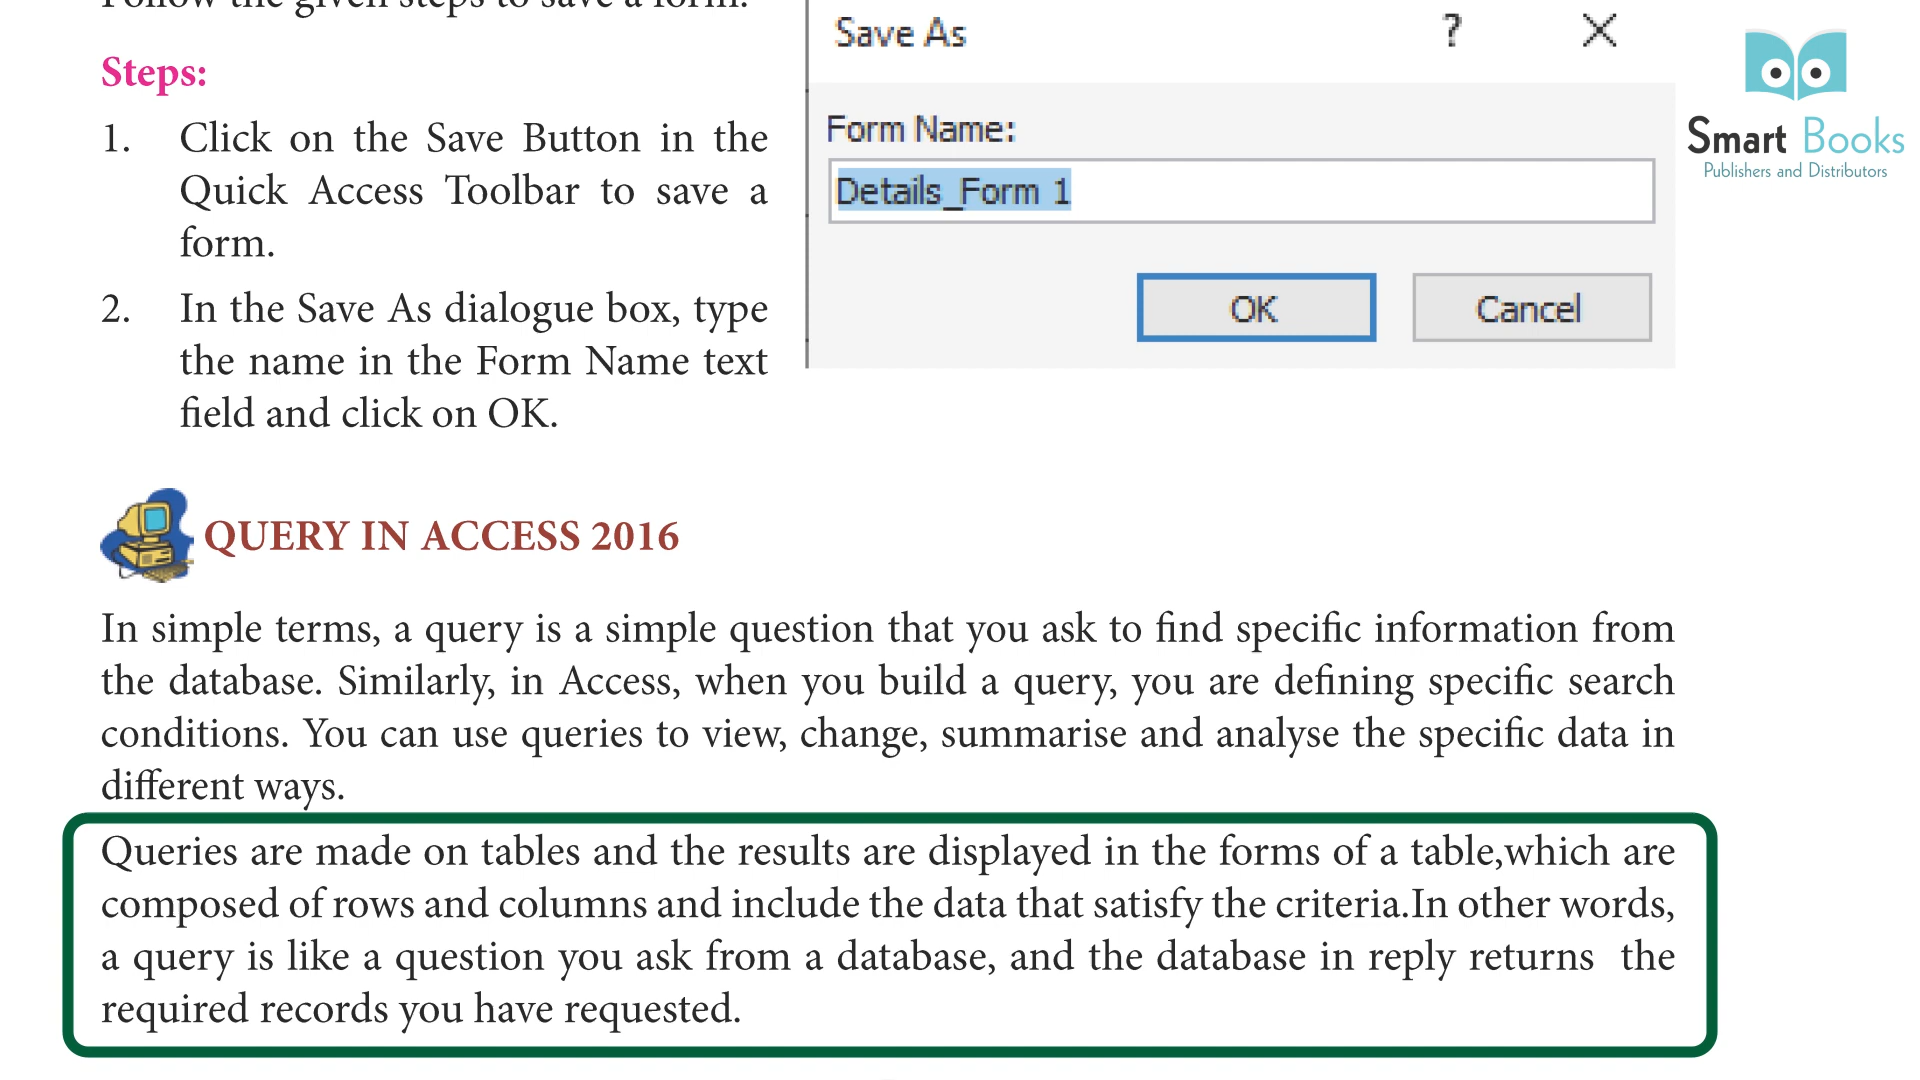 Follow the given steps to save a form.
Steps:
1. Click on the Save Button in the
Quick Access Toolbar to save a
form.
2. In the Save As dialogue box, type
the name in the Form Name text
field and click on OK.
Save As ? X
Form Name:
Details_Form 1
OK Cancel
Smart Books
Publishers and Distributors
QUERY IN ACCESS 2016
In simple terms, a query is a simple question that you ask to find specific information from
the database. Similarly, in Access, when you build a query, you are defining specific search
conditions. You can use queries to view, change, summarise and analyse the specific data in
different ways.
Queries are made on tables and the results are displayed in the forms of a table,which are
composed of rows and columns and include the data that satisfy the criteria.In other words,
a query is like a question you ask from a database, and the database in reply returns the
required records you have requested.